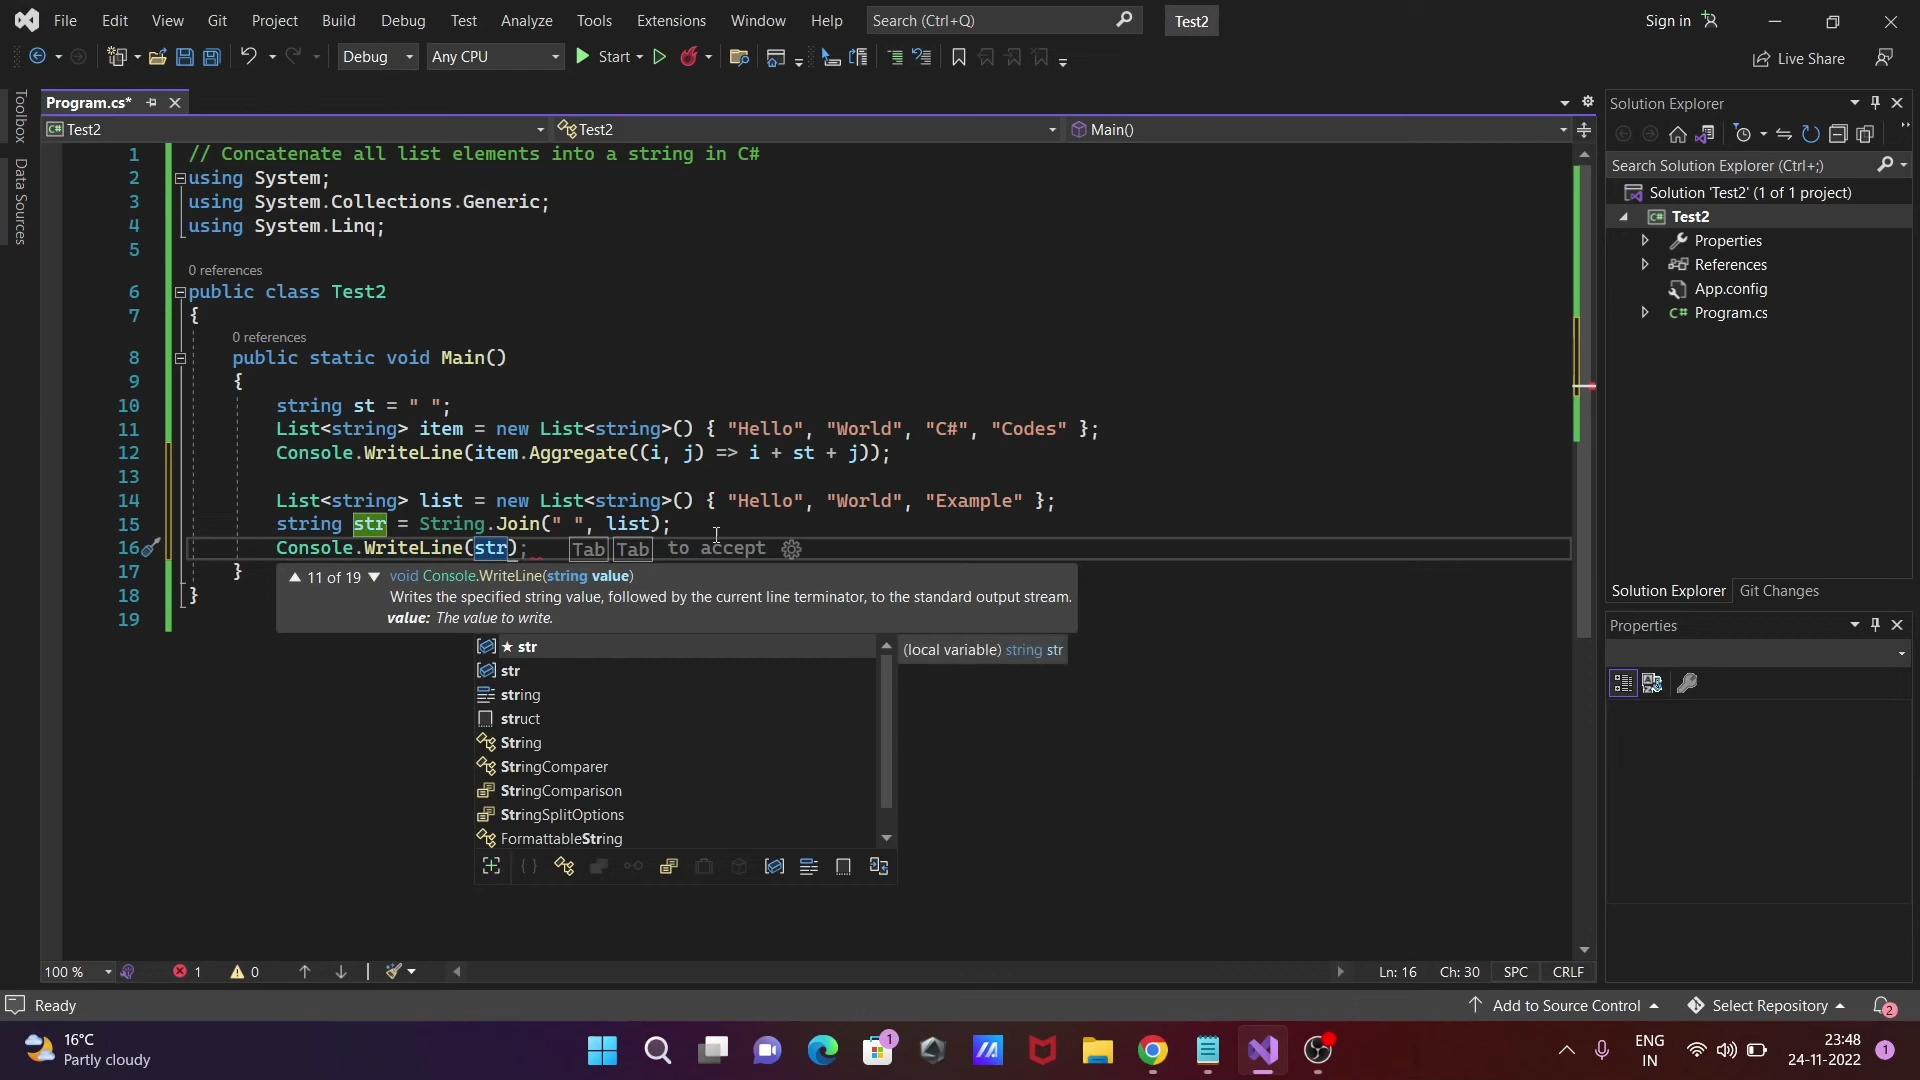 File Edit View Git Project Build Debug Test Analyze Tools Extensions Window Help Search (Ctrl+Q) Test2 Sign in
Debug Any CPU Start Live Share
Toolbox
Data Sources
Program.cs*
C# Test2 Test2 Main()
1 // Concatenate all list elements into a string in C#
2 using System;
3 using System.Collections.Generic;
4 using System.Linq;
5
0 references
6 public class Test2
7 {
0 references
8 public static void Main()
9 {
10 string st = " ";
11 List<string> item = new List<string>() { "Hello", "World", "C#", "Codes" };
12 Console.WriteLine(item.Aggregate((i, j) => i + st + j));
13
14 List<string> list = new List<string>() { "Hello", "World", "Example" };
15 string str = String.Join(" ", list);
16 Console.WriteLine(str); Tab Tab to accept
17 }
18 }
19
11 of 19 void Console.WriteLine(string value)
Writes the specified string value, followed by the current line terminator, to the standard output stream.
value: The value to write.
★ str
str
string
struct
String
StringComparer
StringComparison
StringSplitOptions
FormattableString
(local variable) string str
Solution Explorer
Search Solution Explorer (Ctrl+;)
Solution 'Test2' (1 of 1 project)
C# Test2
Properties
References
App.config
C# Program.cs
Solution Explorer Git Changes
Properties
100 % 1 0 Ln: 16 Ch: 30 SPC CRLF
Ready Add to Source Control Select Repository 2
16°C
Partly cloudy
1
ENG
IN
23:48
24-11-2022
1